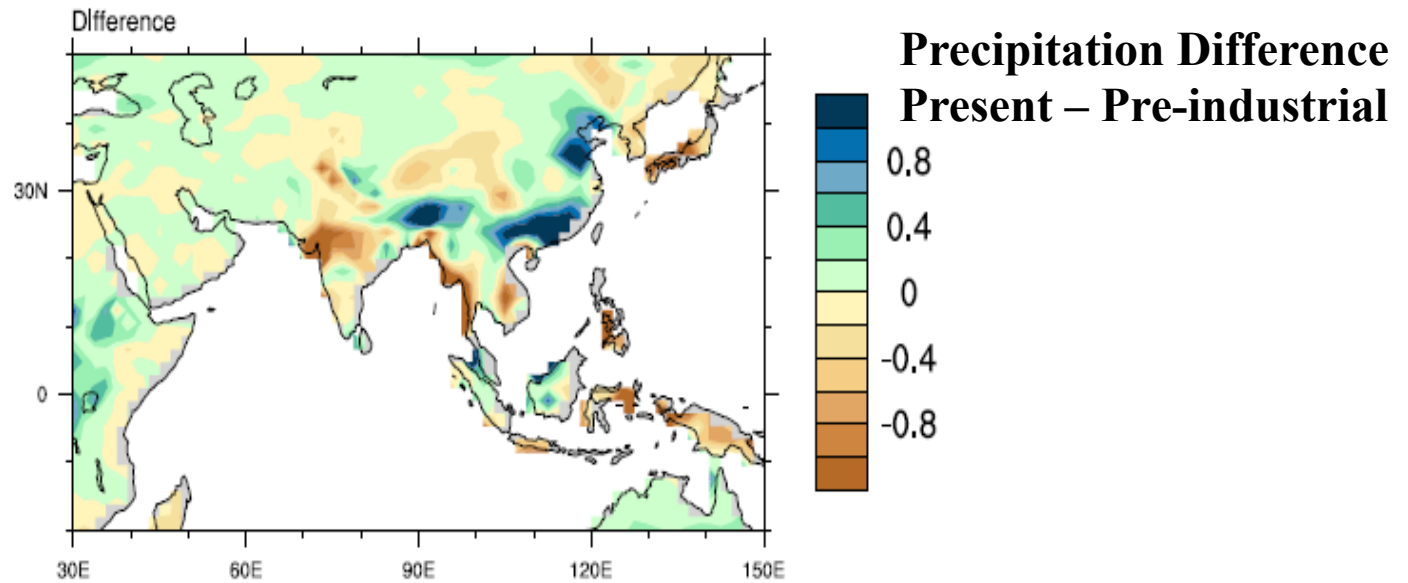 DIfference
Precipitation Difference
Present – Pre-industrial
0.8
0.4
0
-0.4
-0.8
30N
0
30E 60E 90E 120E 150E